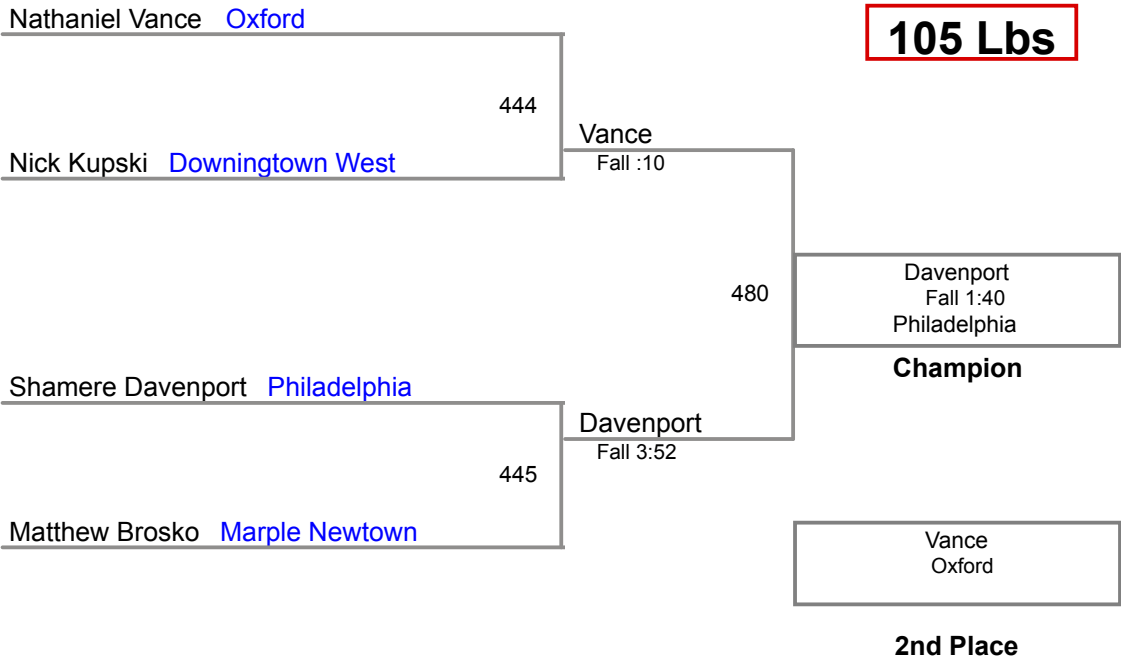 Nathaniel Vance Oxford
105 Lbs
444
Vance
Fall :10
Nick Kupski Downingtown West
480
Davenport
Fall 1:40
Philadelphia
Champion
Shamere Davenport Philadelphia
Davenport
Fall 3:52
445
Matthew Brosko Marple Newtown
Vance
Oxford
2nd Place